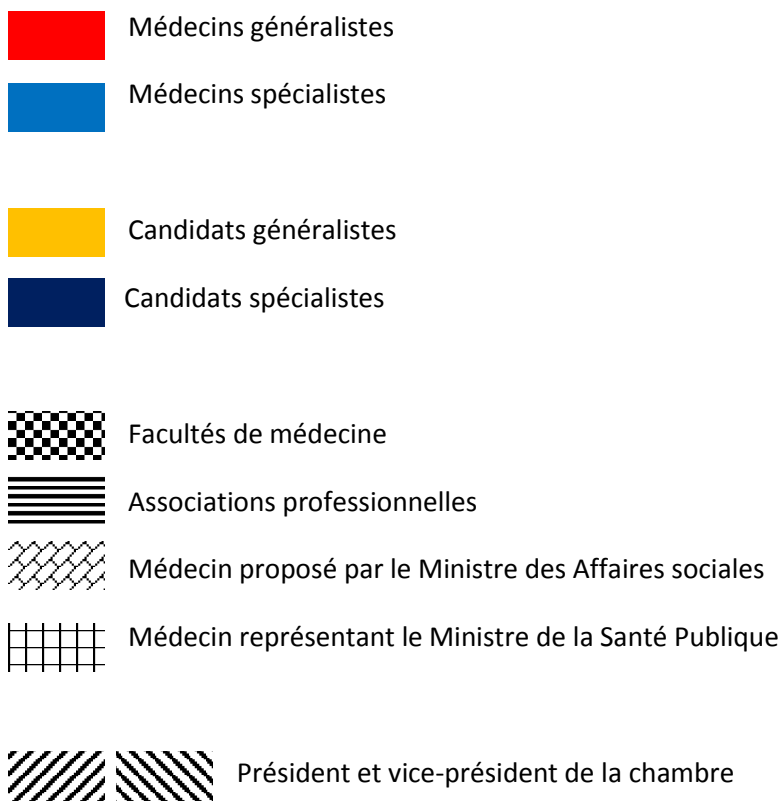 Médecins généralistes
Médecins spécialistes
Candidats généralistes
Candidats spécialistes
Facultés de médecine
Associations professionnelles
Médecin proposé par le Ministre des Affaires sociales
Médecin représentant le Ministre de la Santé Publique
Président et vice-président de la chambre